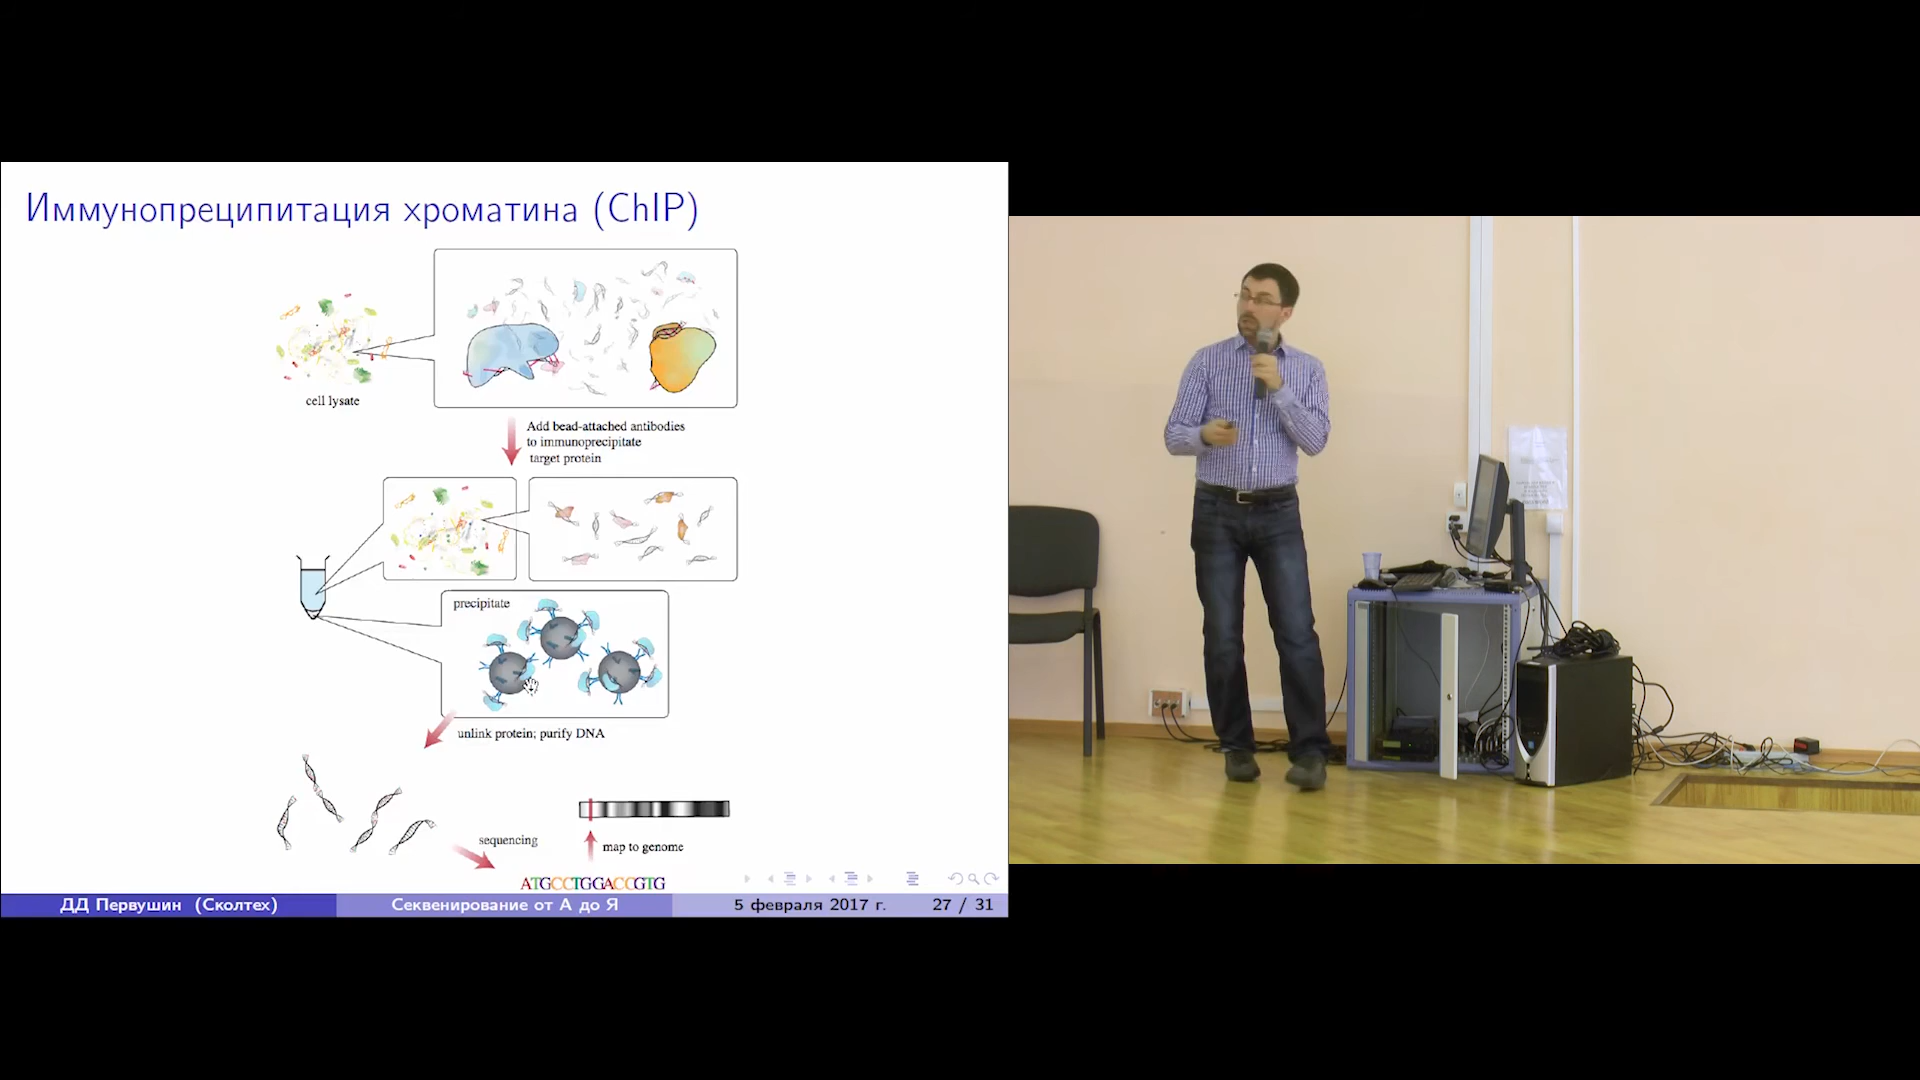 Иммунопреципитация хроматина (ChIP)
cell lysate
Add bead-attached antibodies
to immunoprecipitate
target protein
precipitate
unlink protein; purify DNA
sequencing
map to genome
ATGCCTGGACCGTG
ДД Первушин (Сколтех)
Секвенирование от А до Я
5 февраля 2017 г.
27 / 31